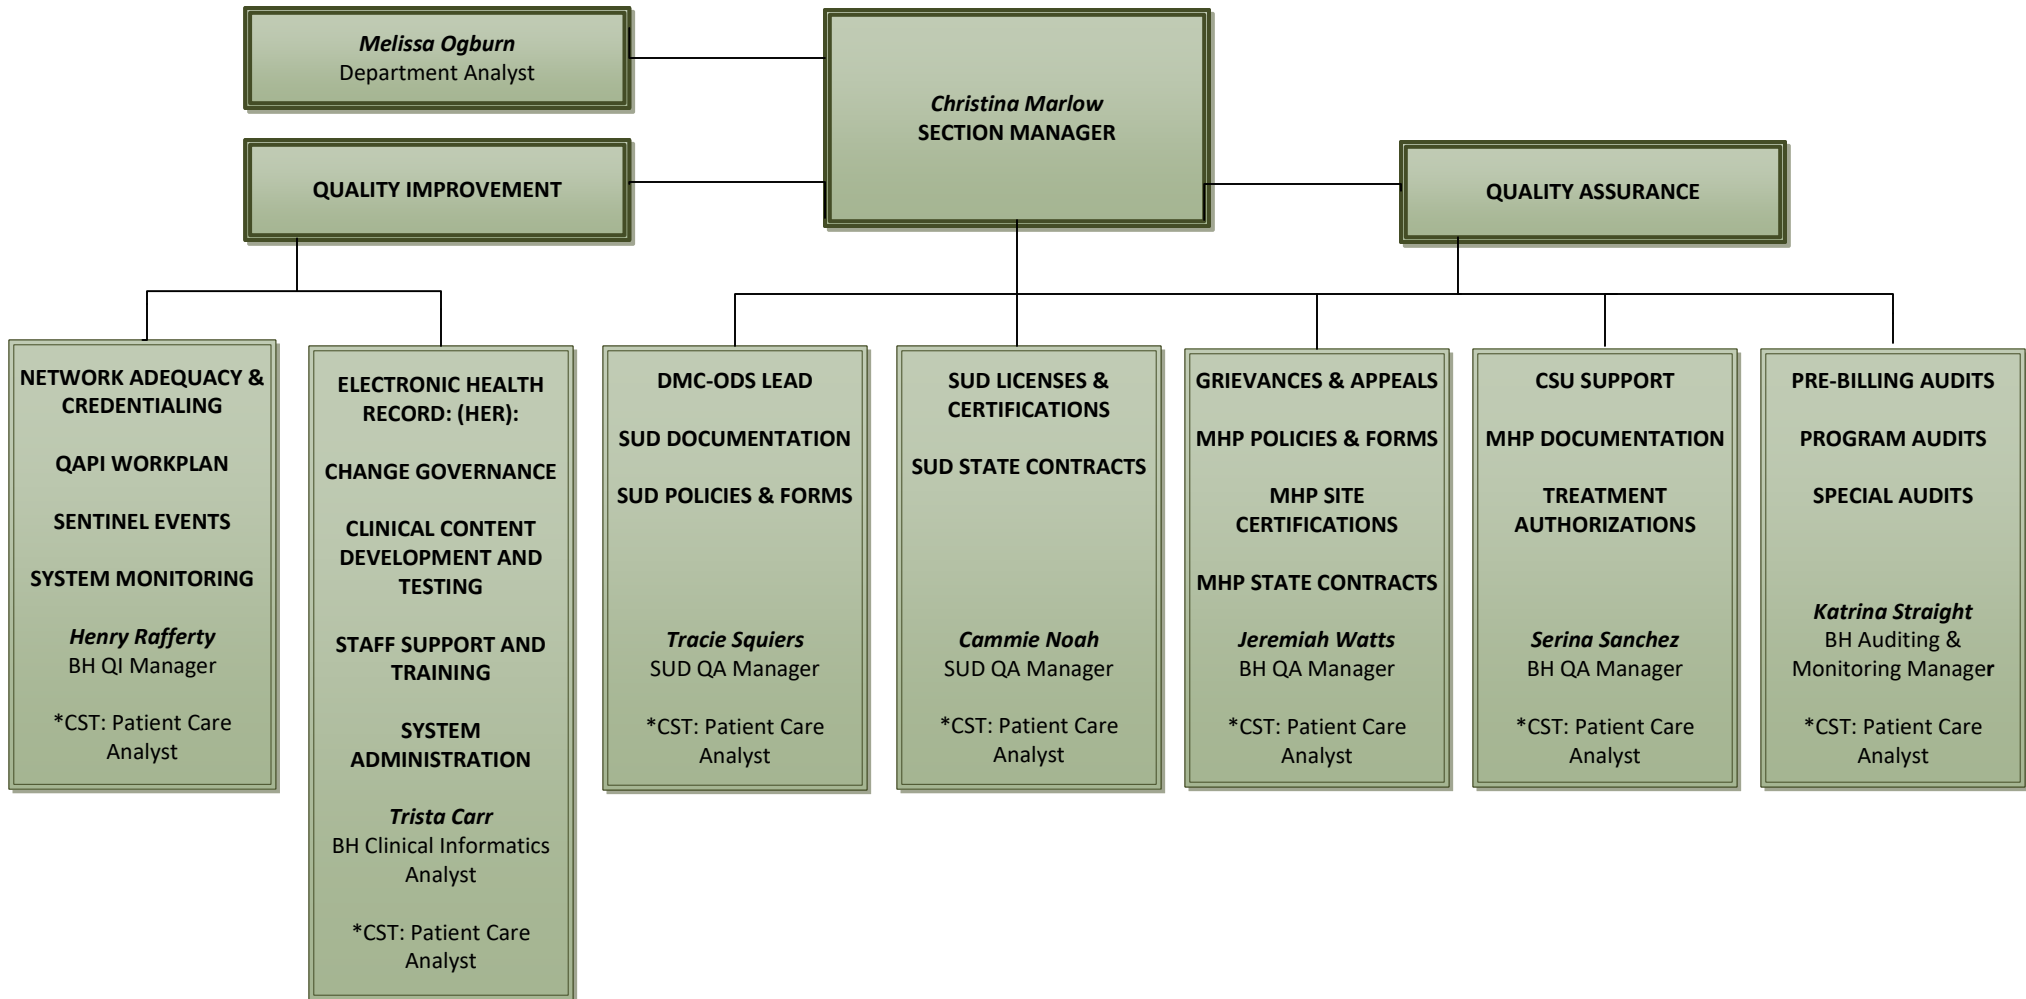 Melissa Ogburn
Department Analyst
Christina Marlow
SECTION MANAGER
QUALITY IMPROVEMENT
QUALITY ASSURANCE
NETWORK ADEQUACY &
CREDENTIALING
QAPI WORKPLAN
SENTINEL EVENTS
SYSTEM MONITORING
Henry Rafferty
BH QI Manager
*CST: Patient Care
Analyst
ELECTRONIC HEALTH
RECORD: (HER):
CHANGE GOVERNANCE
CLINICAL CONTENT
DEVELOPMENT AND
TESTING
STAFF SUPPORT AND
TRAINING
SYSTEM
ADMINISTRATION
Trista Carr
BH Clinical Informatics
Analyst
*CST: Patient Care
Analyst
DMC-ODS LEAD
SUD DOCUMENTATION
SUD POLICIES & FORMS
Tracie Squiers
SUD QA Manager
*CST: Patient Care
Analyst
SUD LICENSES &
CERTIFICATIONS
SUD STATE CONTRACTS
Cammie Noah
SUD QA Manager
*CST: Patient Care
Analyst
GRIEVANCES & APPEALS
MHP POLICIES & FORMS
MHP SITE
CERTIFICATIONS
MHP STATE CONTRACTS
Jeremiah Watts
BH QA Manager
*CST: Patient Care
Analyst
CSU SUPPORT
MHP DOCUMENTATION
TREATMENT
AUTHORIZATIONS
Serina Sanchez
BH QA Manager
*CST: Patient Care
Analyst
PRE-BILLING AUDITS
PROGRAM AUDITS
SPECIAL AUDITS
Katrina Straight
BH Auditing &
Monitoring Manager
*CST: Patient Care
Analyst